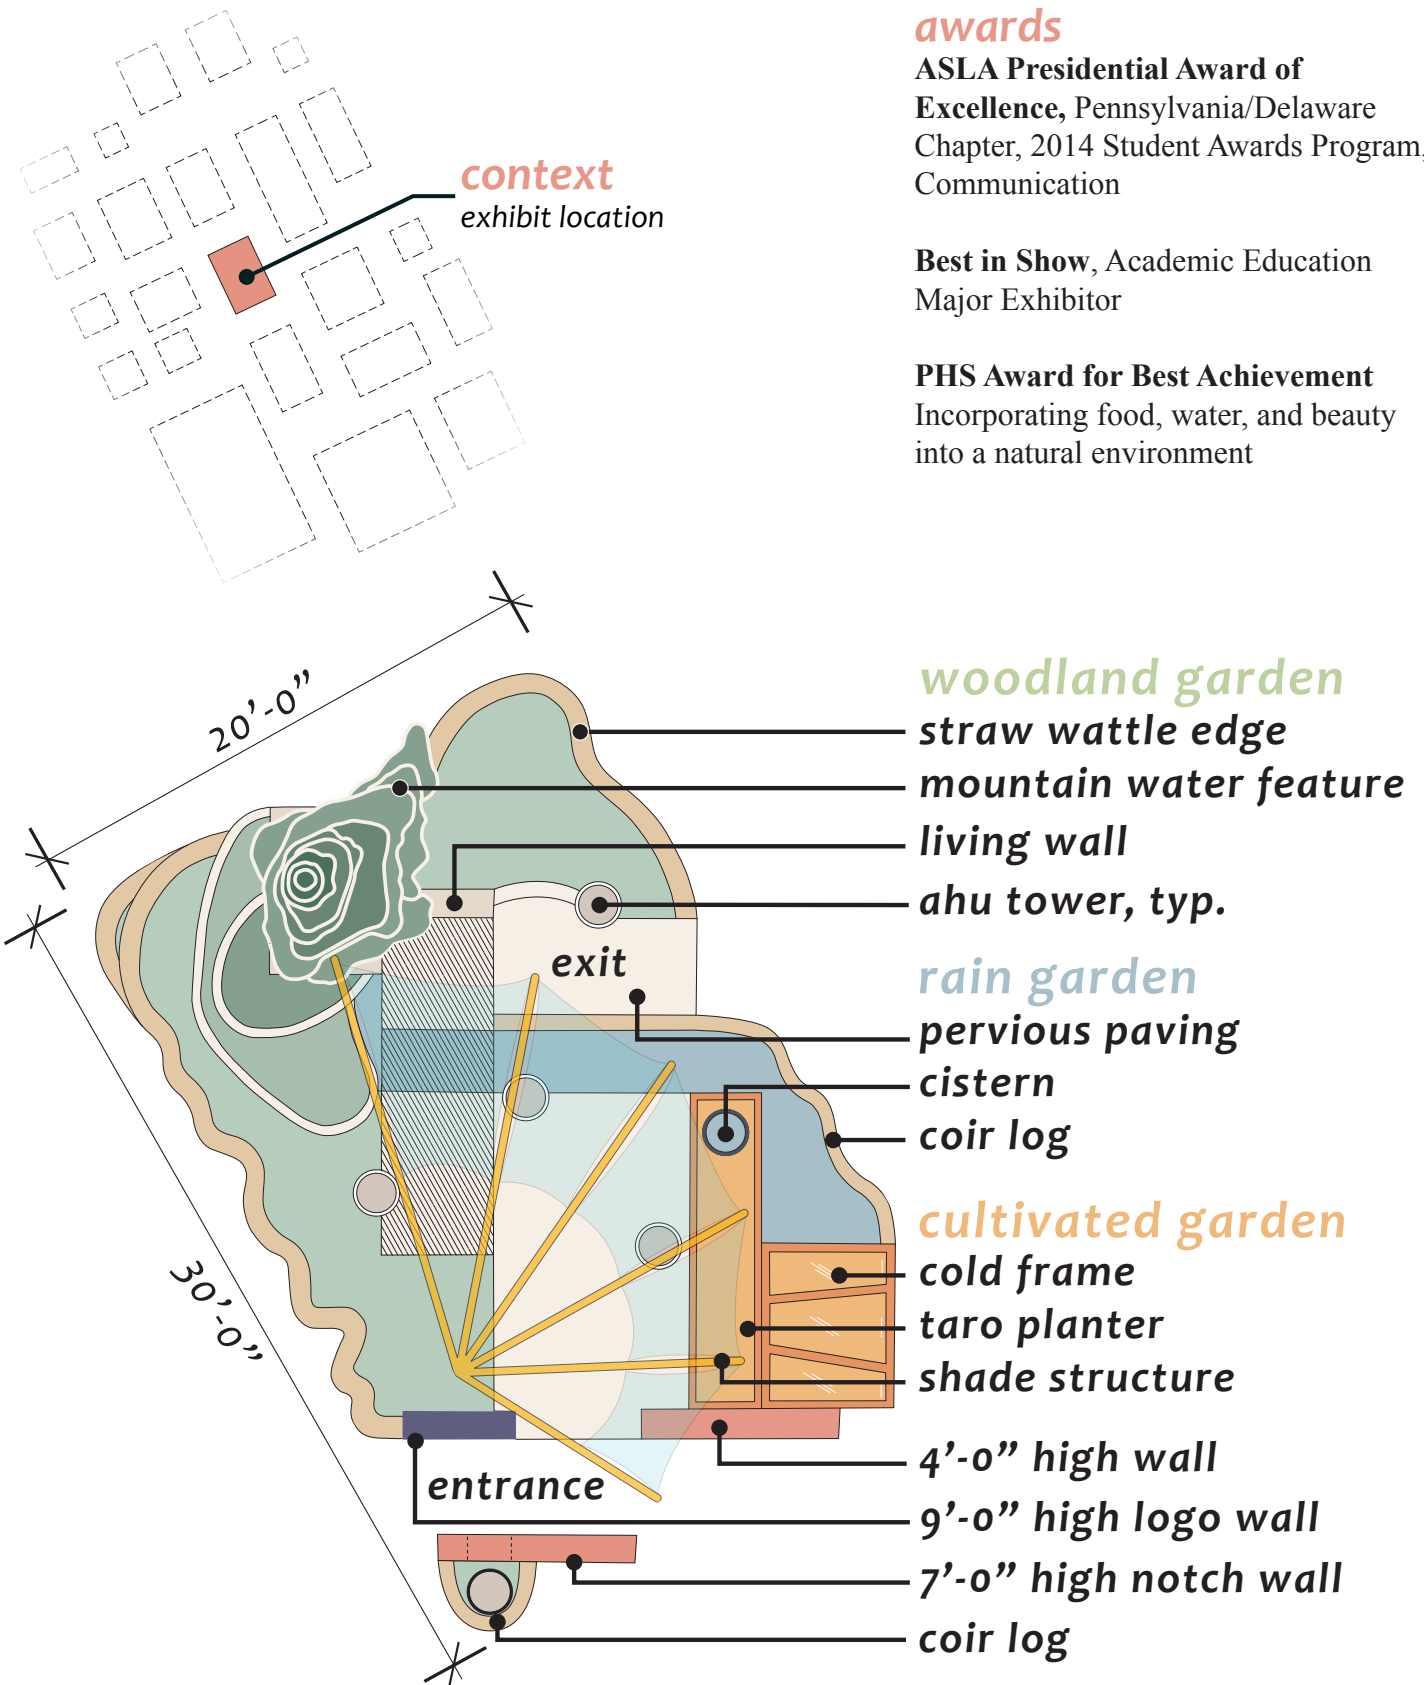 awards
ASLA Presidential Award of
Excellence, Pennsylvania/Delaware
Chapter, 2014 Student Awards Program,
Communication
Best in Show, Academic Education
Major Exhibitor
PHS Award for Best Achievement
Incorporating food, water, and beauty
into a natural environment
context
exhibit location
20’-0”
30’-0”
woodland garden
straw wattle edge
mountain water feature
living wall
ahu tower, typ.
exit
rain garden
pervious paving
cistern
coir log
cultivated garden
cold frame
taro planter
shade structure
4’-0” high wall
entrance
9’-0” high logo wall
7’-0” high notch wall
coir log